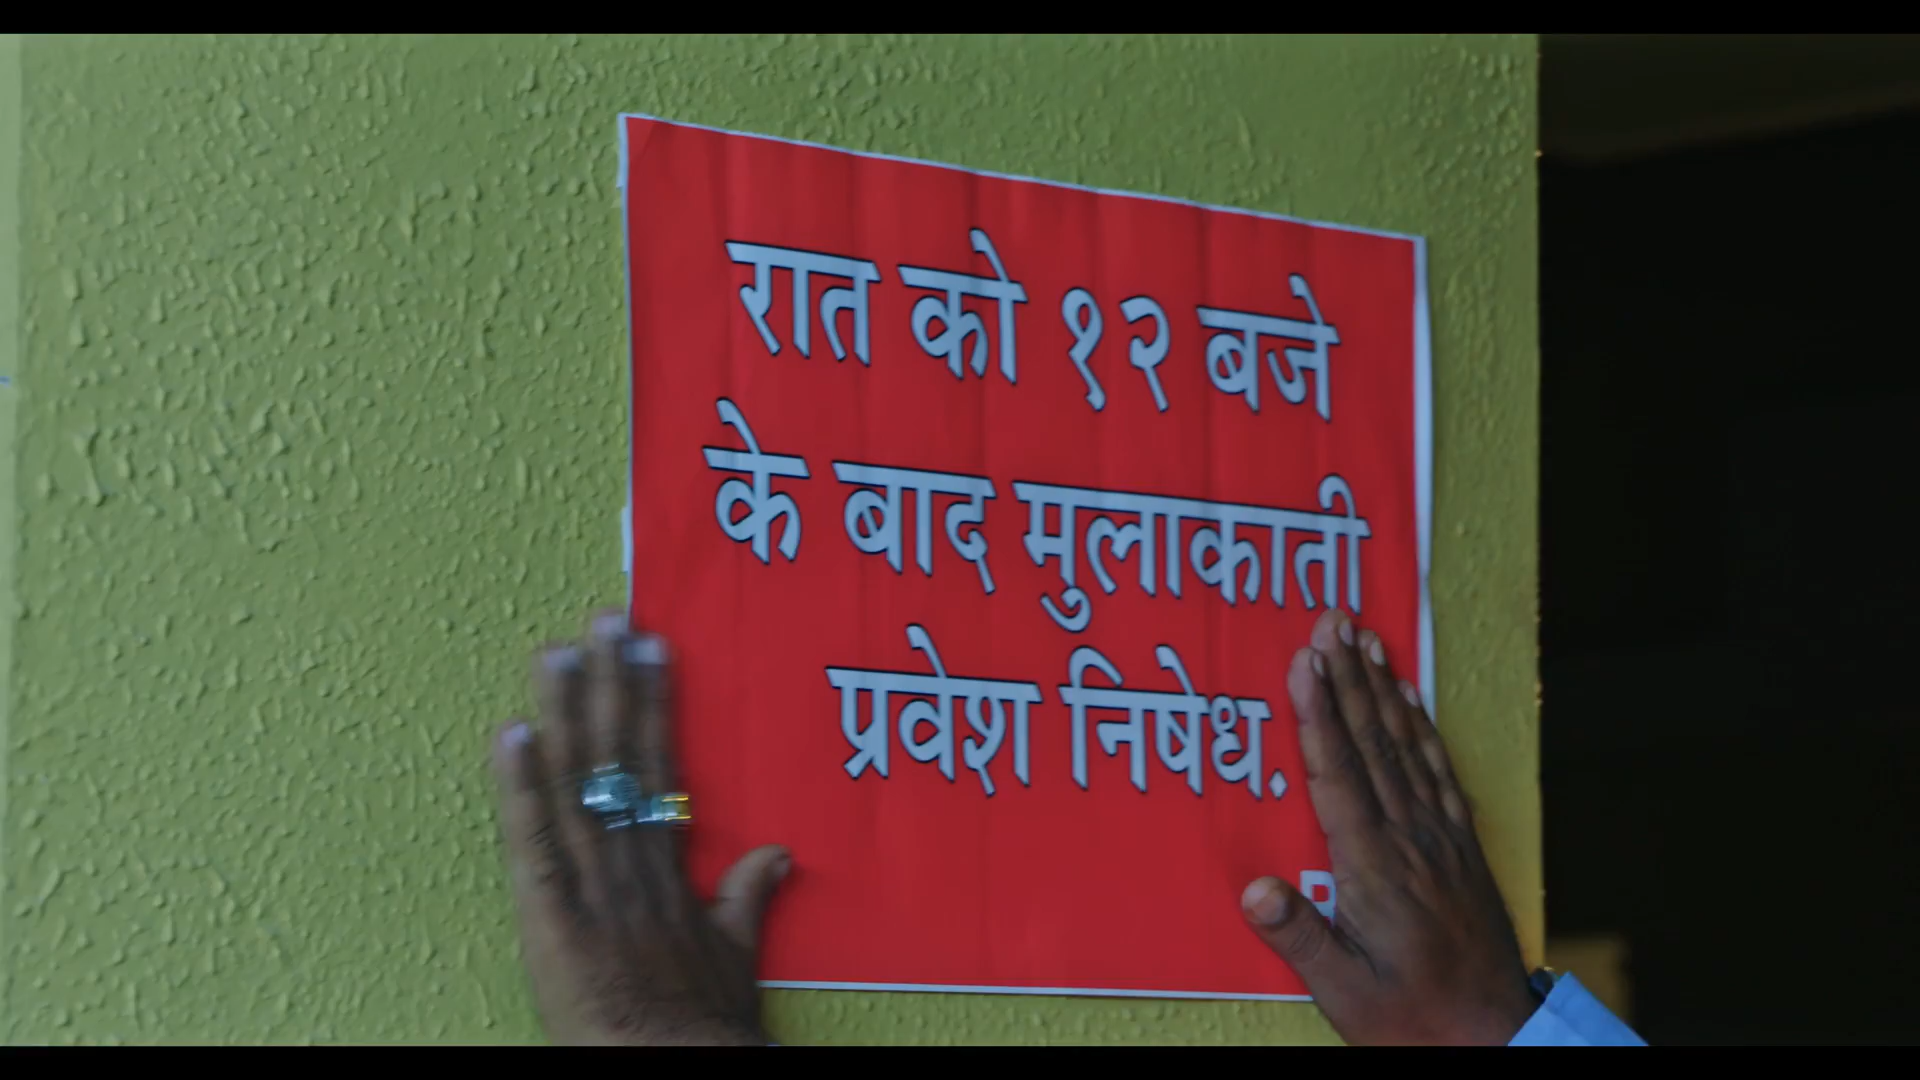 रात को १२ बजे
के बाद मुलाकाती
प्रवेश निषेध.